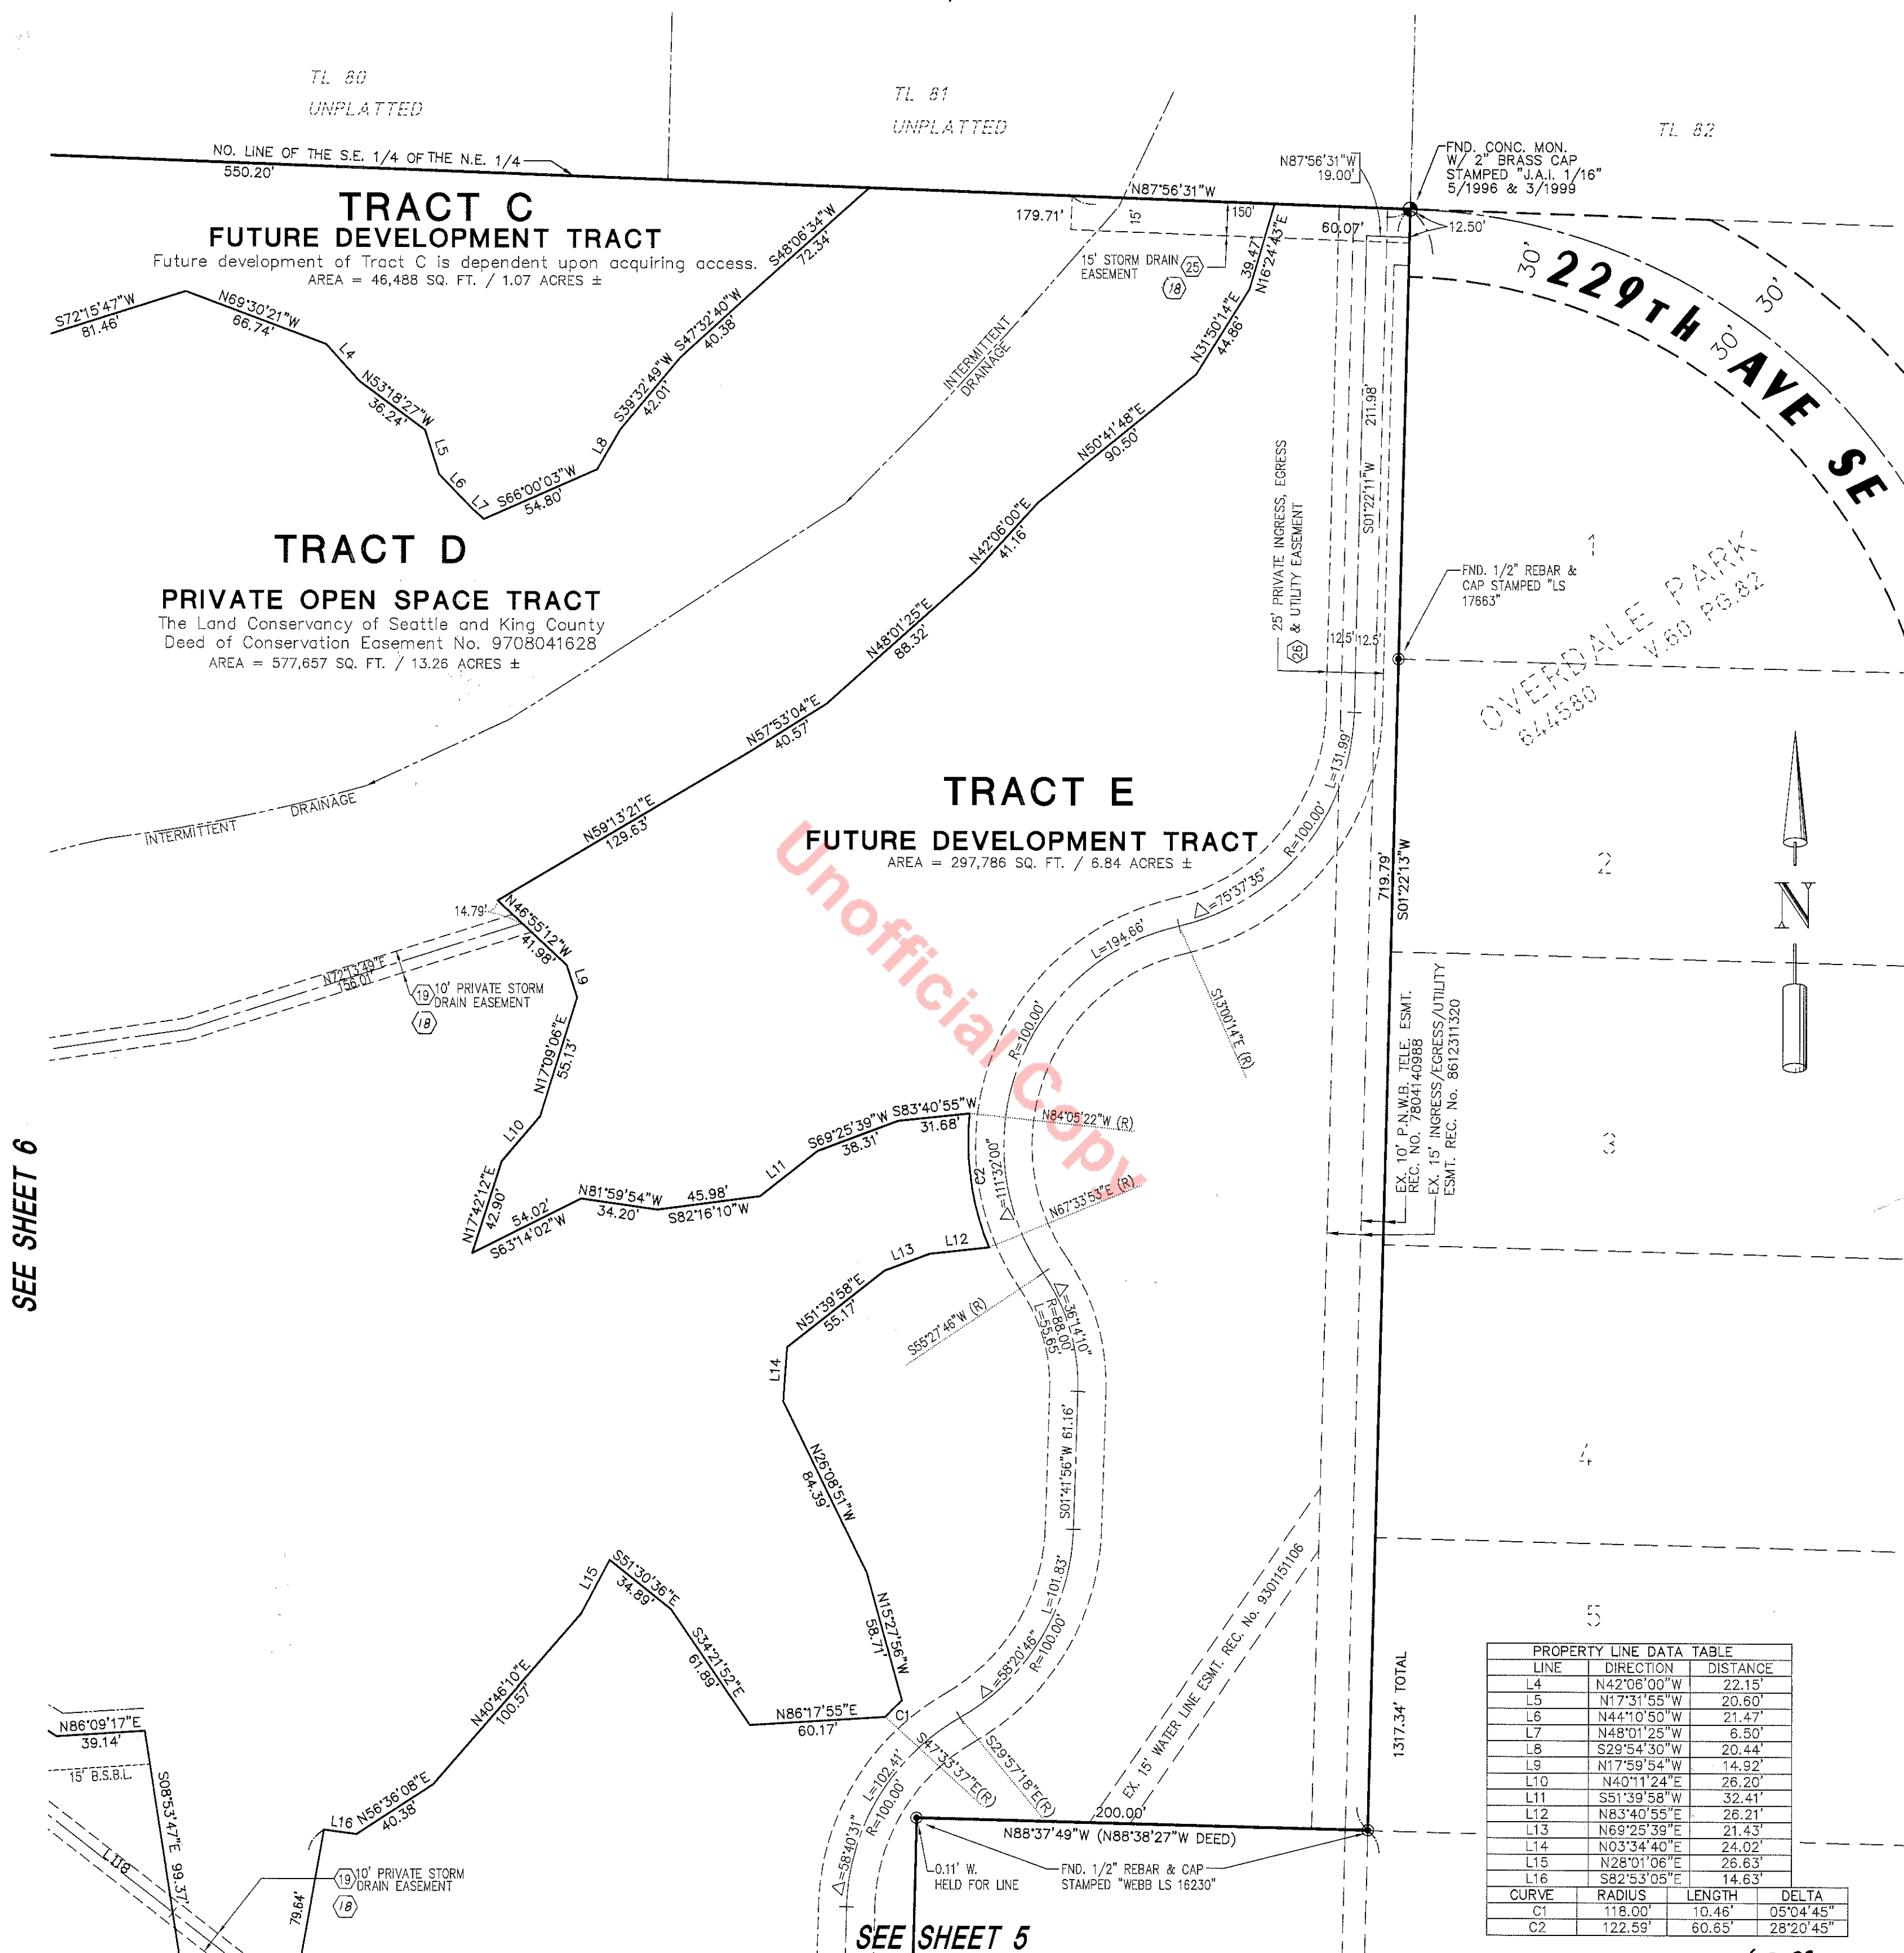 TL 80
UNPLATTED
TL 81
UNPLATTED
TL 82
NO. LINE OF THE S.E. 1/4 OF THE N.E. 1/4
550.20'
N87°56'31"W
19.00'
FND. CONC. MON.
W/ 2" BRASS CAP
STAMPED "J.A.I. 1/16"
5/1996 & 3/1999
N87°56'31"W
179.71'
15'
150'
60.07'
12.50'
TRACT C
FUTURE DEVELOPMENT TRACT
Future development of Tract C is dependent upon acquiring access.
AREA = 46,488 SQ. FT. / 1.07 ACRES ±
S48°06'34"W
72.34'
15' STORM DRAIN
EASEMENT
25
18
39.47'
N16°24'43"E
30'
229Th AVE SE
30'
30'
S72°15'47"W
81.46'
N69°30'21"W
66.74'
L4
N53°18'27"W
36.24'
L5
L6
L7
S66°00'03"W
54.80'
L8
S39°32'49"W
42.01'
S47°32'40"W
40.38'
INTERMITTENT
DRAINAGE
N31°50'14"E
44.86'
N50°41'48"E
90.50'
N42°06'00"E
41.16'
N48°01'25"E
88.32'
N57°53'04"E
40.57'
N59°13'21"E
129.63'
211.98'
S01°22'11"W
25' PRIVATE INGRESS, EGRESS
26 & UTILITY EASEMENT
12.5'
12.5'
FND. 1/2" REBAR &
CAP STAMPED "LS
17663"
1
OVERDALE PARK
644580
V.60 PG.82
TRACT D
PRIVATE OPEN SPACE TRACT
The Land Conservancy of Seattle and King County
Deed of Conservation Easement No. 9708041628
AREA = 577,657 SQ. FT. / 13.26 ACRES ±
INTERMITTENT
DRAINAGE
TRACT E
FUTURE DEVELOPMENT TRACT
AREA = 297,786 SQ. FT. / 6.84 ACRES ±
Unofficial Copy
L=131.99'
R=100.00'
△=75°37'35"
L=194.66'
R=100.00'
△=111°32'00"
S13°00'14"E (R)
719.79'
S01°22'13"W
2
N
14.79'
N46°55'12"W
41.98'
L9
N72°13'49"E
156.01'
19
10' PRIVATE STORM
DRAIN EASEMENT
18
N17°09'06"E
55.13'
L10
N17°42'12"E
42.90'
54.02'
S63°14'02"W
N81°59'54"W
34.20'
45.98'
S82°16'10"W
L11
S69°25'39"W
38.31'
S83°40'55"W
31.68'
N84°05'22"W (R)
C2
N67°33'53"E (R)
L12
L13
N51°39'58"E
55.17'
S55°27'46"W (R)
△=36°14'10"
R=88.00'
L=55.65'
L14
EX. 10' P.N.W.B. TELE. ESMT.
REC. NO. 7804140988
EX. 15' INGRESS/EGRESS/UTILITY
ESMT. REC. No. 8612311320
3
4
5
SEE SHEET 6
N26°08'51"W
84.39'
S01°41'56"W 61.16'
N15°27'56"W
58.71'
L15
S51°30'36"E
34.89'
S34°21'52"E
61.89'
N86°17'55"E
60.17'
C1
N40°46'10"E
100.57'
N56°36'08"E
40.38'
L16
79.64'
N86°09'17"E
39.14'
15' B.S.B.L.
S08°53'47"E 99.37'
L118
19
10' PRIVATE STORM
DRAIN EASEMENT
18
L=101.83'
R=100.00'
△=58°20'46"
L=102.41'
R=100.00'
△=58°40'31"
S47°33'37"E(R)
S29°57'18"E(R)
EX. 15' WATER LINE ESMT. REC. No. 9301151106
1317.34' TOTAL
200.00'
N88°37'49"W (N88°38'27"W DEED)
0.11' W.
HELD FOR LINE
FND. 1/2" REBAR & CAP
STAMPED "WEBB LS 16230"
SEE SHEET 5
PROPERTY LINE DATA TABLE
LINE DIRECTION DISTANCE
L4 N42°06'00"W 22.15'
L5 N17°31'55"W 20.60'
L6 N44°10'50"W 21.47'
L7 N48°01'25"W 6.50'
L8 S29°54'30"W 20.44'
L9 N17°59'54"W 14.92'
L10 N40°11'24"E 26.20'
L11 S51°39'58"W 32.41'
L12 N83°40'55"E 26.21'
L13 N69°25'39"E 21.43'
L14 N03°34'40"E 24.02'
L15 N28°01'06"E 26.63'
L16 S82°53'05"E 14.63'
CURVE RADIUS LENGTH DELTA
C1 118.00' 10.46' 05°04'45"
C2 122.59' 60.65' 28°20'45"